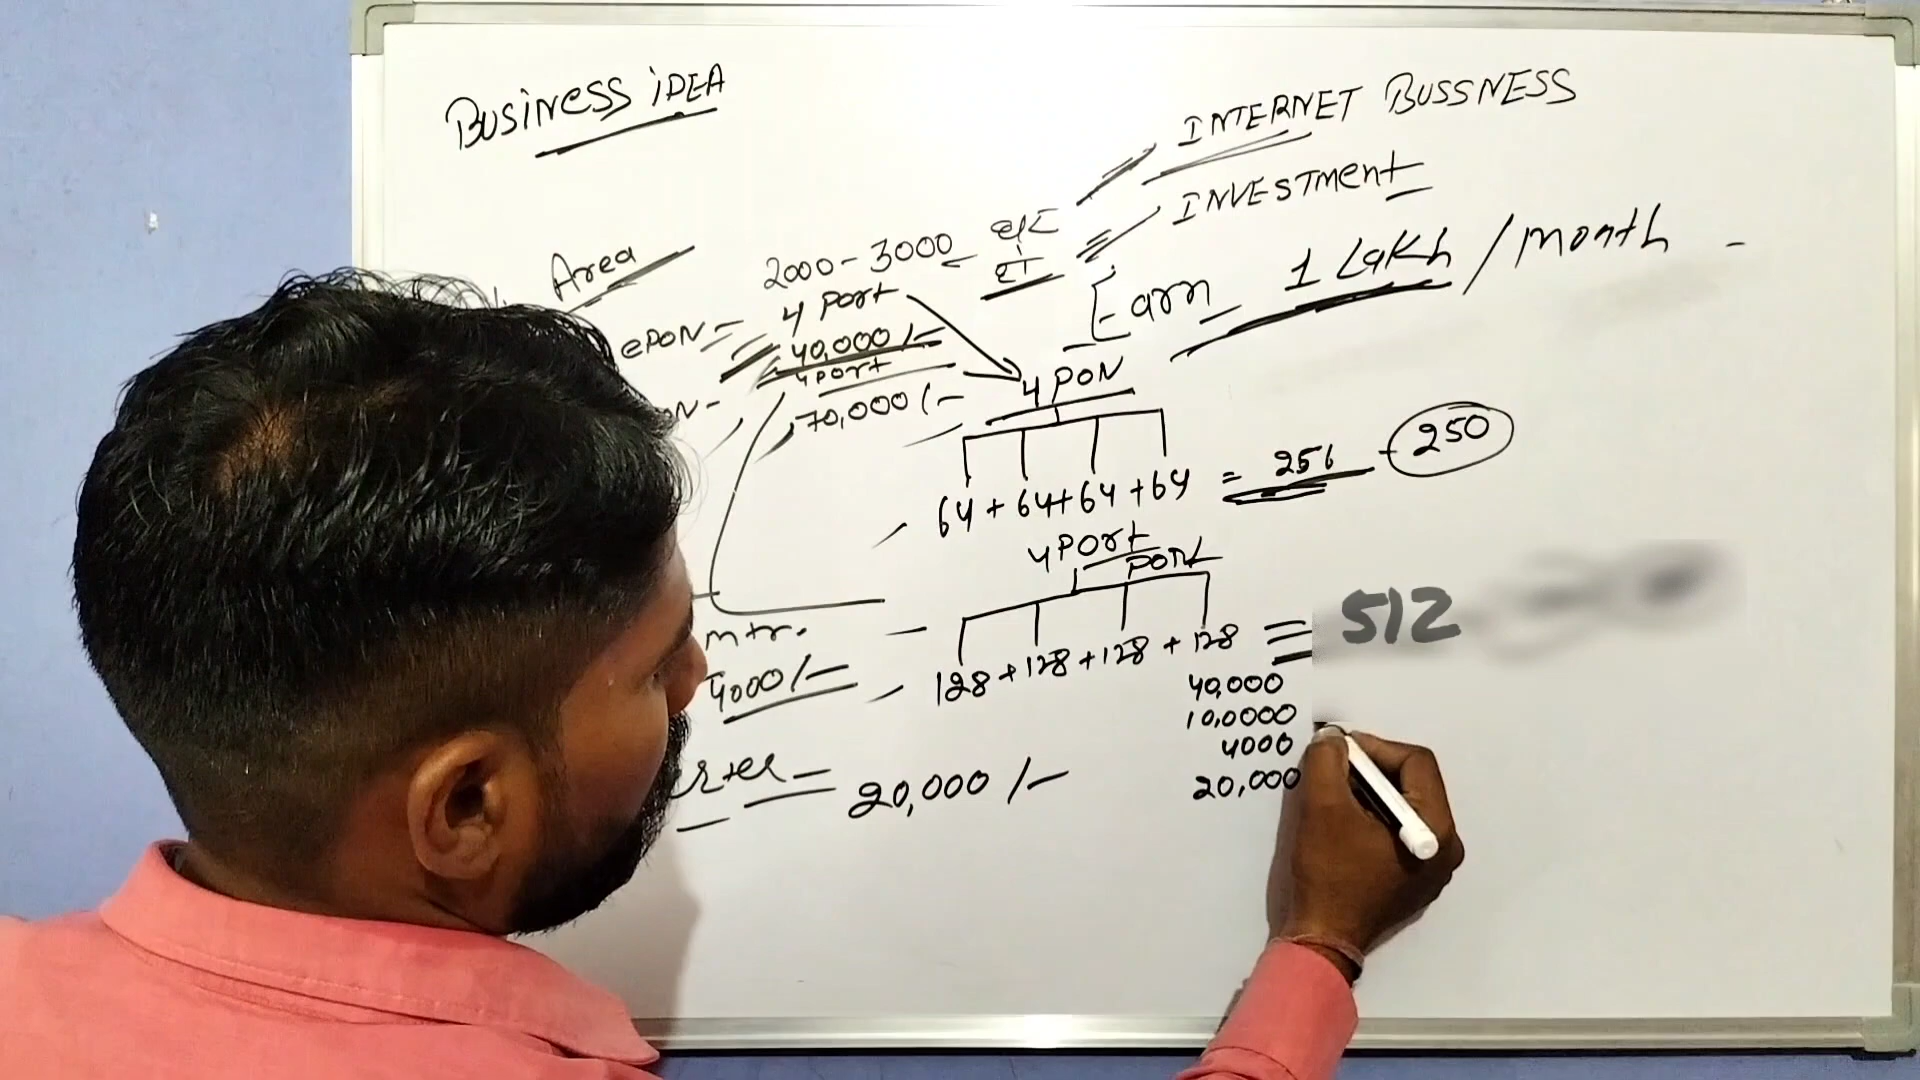 BUSINESS iDEA
INTERNET BUSSNESS
INVESTMENT
Earn 1 Lakh / month -
Area
2000 - 3000
ePON - 4 Port
40,000/-
4 Port
70,000/-
4 PON
64 + 64 + 64 + 64 = 256 - 250
4 PORT
PON
128 + 128 + 128 + 128 = 512
mtr.
4000/-
20,000/-
40,000
10,0000
4000
20,000